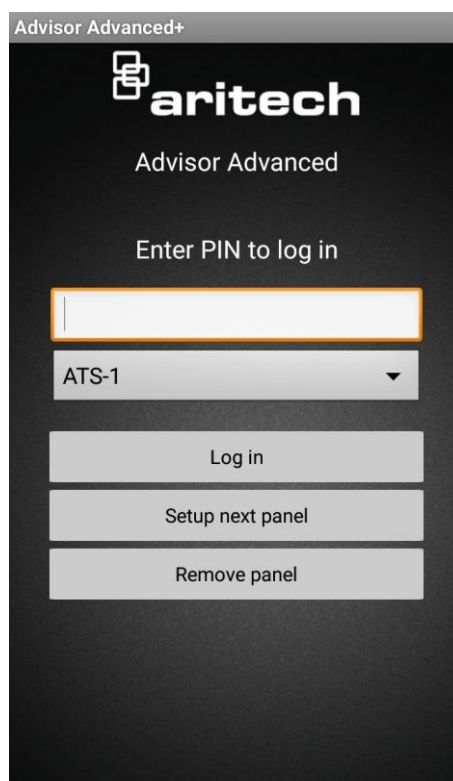 Advisor Advanced+
aritech
Advisor Advanced
Enter PIN to log in
ATS-1
Log in
Setup next panel
Remove panel